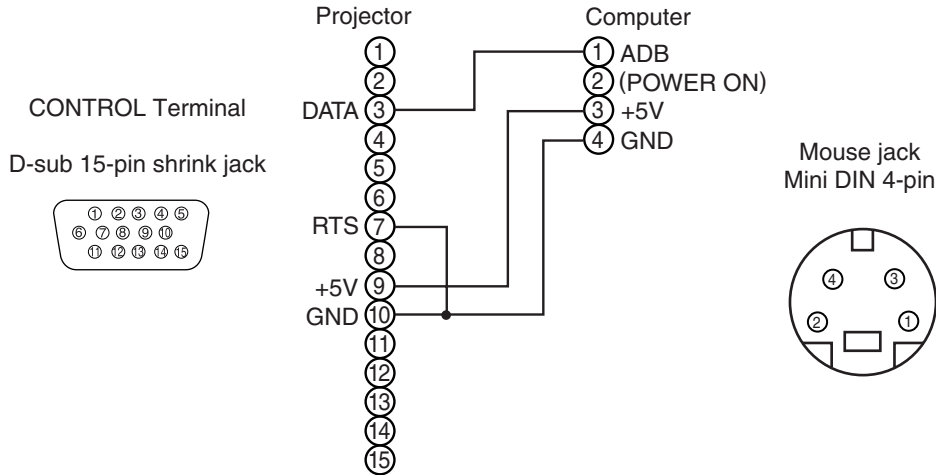 Projector
Computer
CONTROL Terminal
D-sub 15-pin shrink jack
① ② ③ ④ ⑤
⑥ ⑦ ⑧ ⑨ ⑩
⑪ ⑫ ⑬ ⑭ ⑮
①
②
DATA ③
④
⑤
⑥
RTS ⑦
⑧
+5V ⑨
GND ⑩
⑪
⑫
⑬
⑭
⑮
① ADB
② (POWER ON)
③ +5V
④ GND
Mouse jack
Mini DIN 4-pin
④ ③
② ①